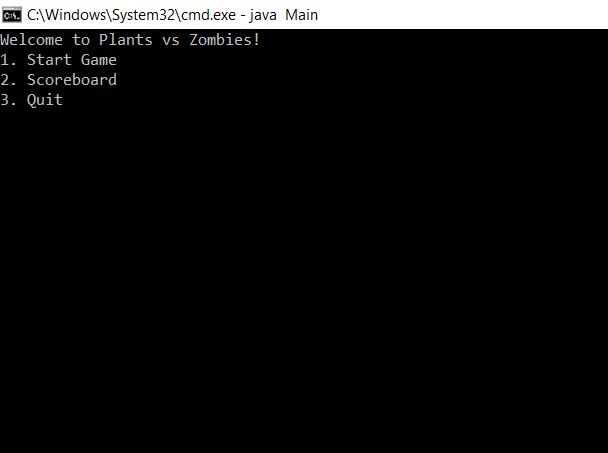 C:\Windows\System32\cmd.exe - java  Main
Welcome to Plants vs Zombies!
1. Start Game
2. Scoreboard
3. Quit